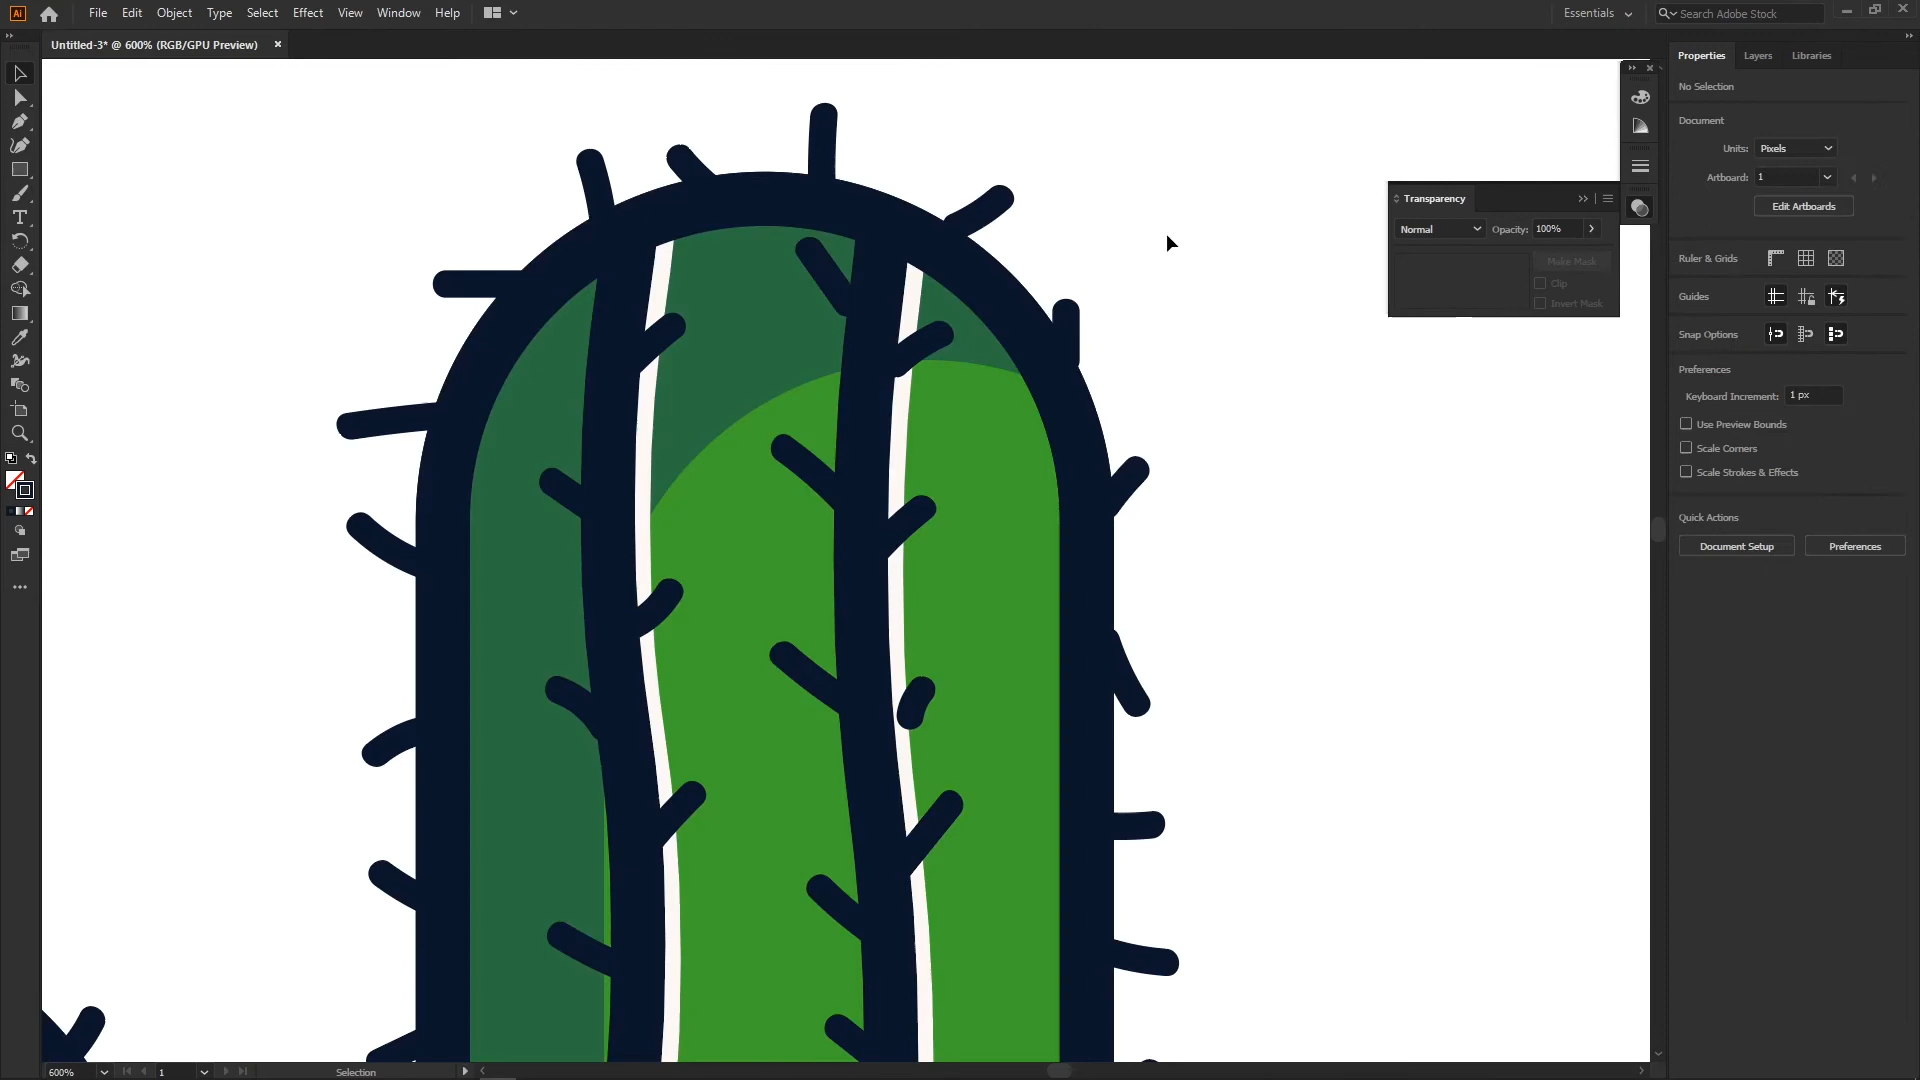 Ai File Edit Object Type Select Effect View Window Help Essentials Search Adobe Stock
Untitled-3* @ 600% (RGB/GPU Preview)
Properties Layers Libraries
No Selection
Document
Units: Pixels
Artboard: 1
Edit Artboards
Transparency
Normal Opacity: 100%
Make Mask
Clip
Invert Mask
Ruler & Grids
Guides
Snap Options
Preferences
Keyboard Increment: 1 px
Use Preview Bounds
Scale Corners
Scale Strokes & Effects
Quick Actions
Document Setup Preferences
600% 1 Selection